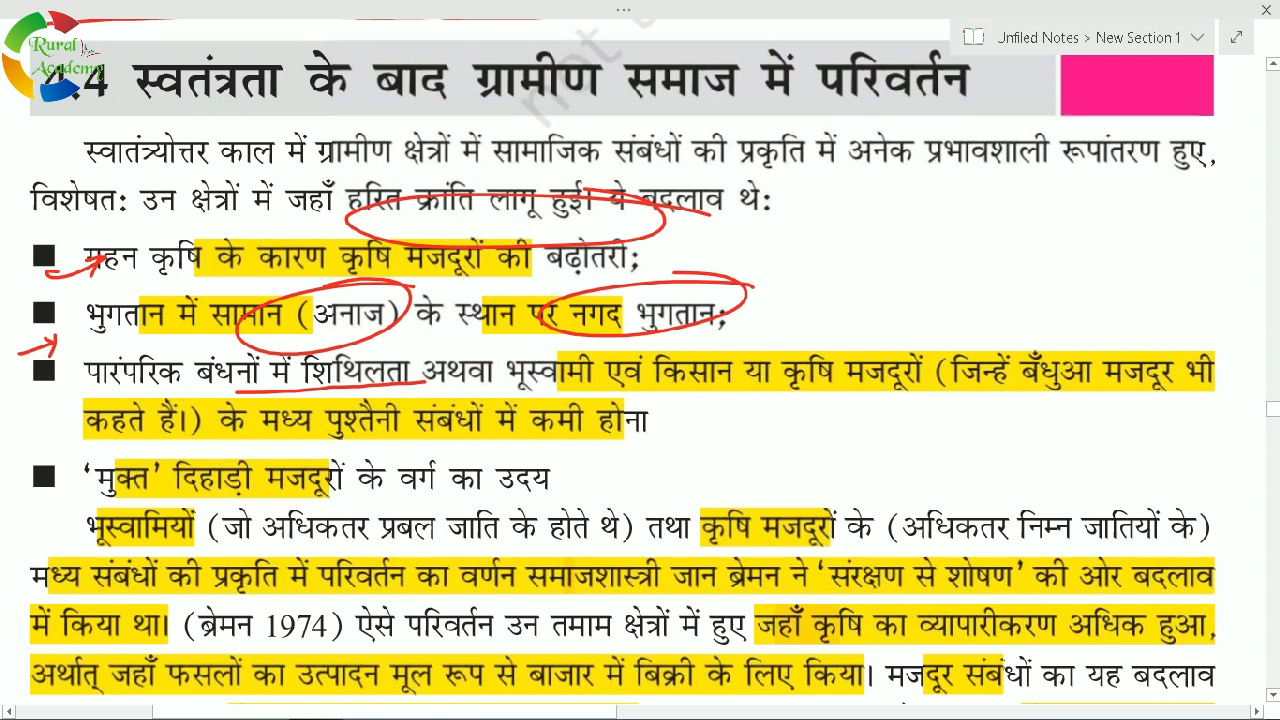 Rural
Academy
Unfiled Notes > New Section 1
4.4 स्वतंत्रता के बाद ग्रामीण समाज में परिवर्तन
स्वातंत्र्योत्तर काल में ग्रामीण क्षेत्रों में सामाजिक संबंधों की प्रकृति में अनेक प्रभावशाली रूपांतरण हुए,
विशेषत: उन क्षेत्रों में जहाँ हरित क्रांति लागू हुई। ये बदलाव थे:
■ गहन कृषि के कारण कृषि मजदूरों की बढ़ोतरी;
■ भुगतान में सामान (अनाज) के स्थान पर नगद भुगतान;
■ पारंपरिक बंधनों में शिथिलता अथवा भूस्वामी एवं किसान या कृषि मजदूरों (जिन्हें बँधुआ मजदूर भी
कहते हैं।) के मध्य पुश्तैनी संबंधों में कमी होना
■ ‘मुक्त’ दिहाड़ी मजदूरों के वर्ग का उदय
भूस्वामियों (जो अधिकतर प्रबल जाति के होते थे) तथा कृषि मजदूरों के (अधिकतर निम्न जातियों के)
मध्य संबंधों की प्रकृति में परिवर्तन का वर्णन समाजशास्त्री जान ब्रेमन ने ‘संरक्षण से शोषण’ की ओर बदलाव
में किया था। (ब्रेमन 1974) ऐसे परिवर्तन उन तमाम क्षेत्रों में हुए जहाँ कृषि का व्यापारीकरण अधिक हुआ,
अर्थात् जहाँ फसलों का उत्पादन मूल रूप से बाजार में बिक्री के लिए किया। मजदूर संबंधों का यह बदलाव